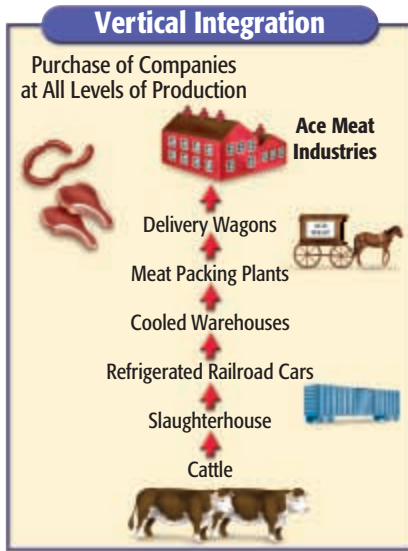 Vertical Integration
Purchase of Companies
at All Levels of Production
Ace Meat
Industries
Delivery Wagons
Meat Packing Plants
Cooled Warehouses
Refrigerated Railroad Cars
Slaughterhouse
Cattle